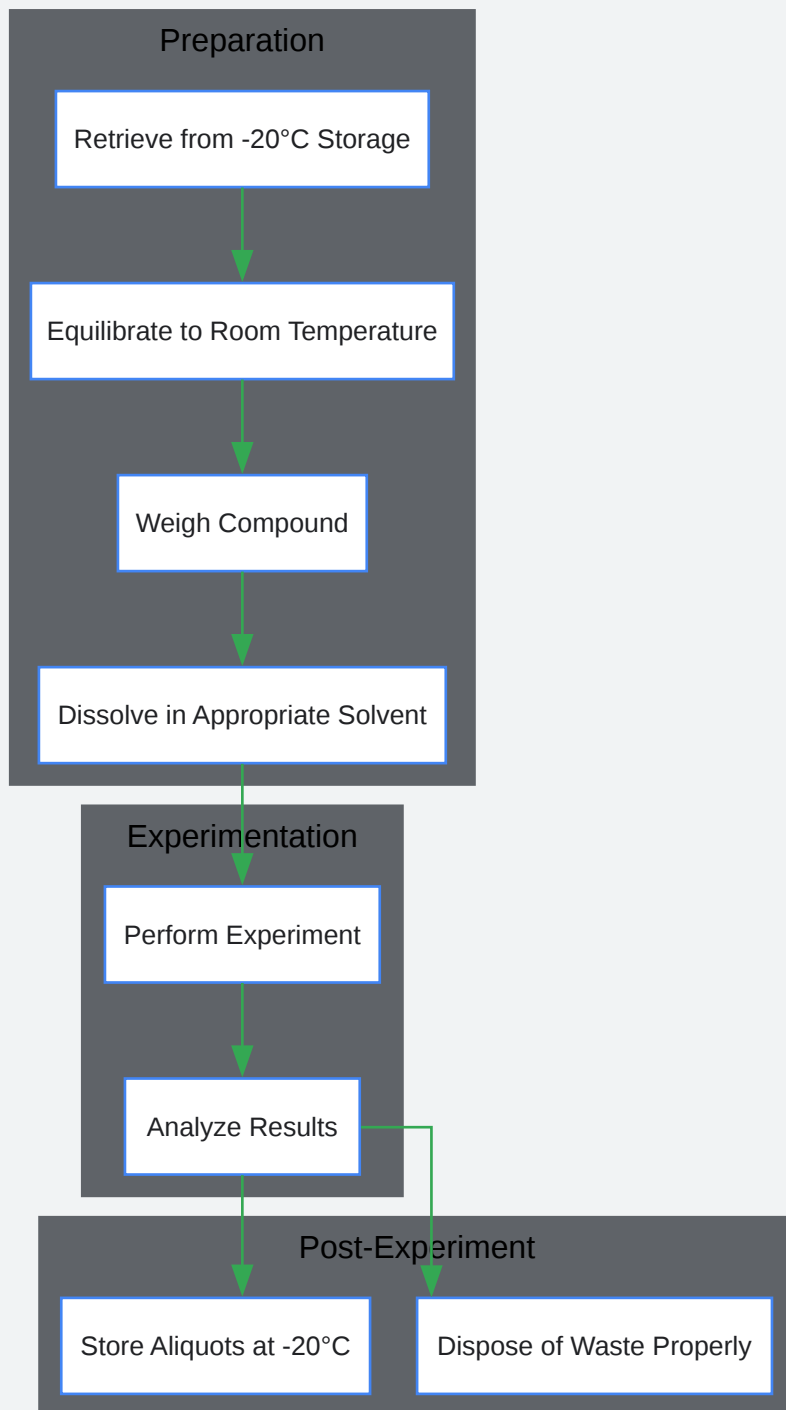 Preparation
Retrieve from -20°C Storage
Equilibrate to Room Temperature
Weigh Compound
Dissolve in Appropriate Solvent
Experimentation
Perform Experiment
Analyze Results
Post-Experiment
Store Aliquots at -20°C
Dispose of Waste Properly